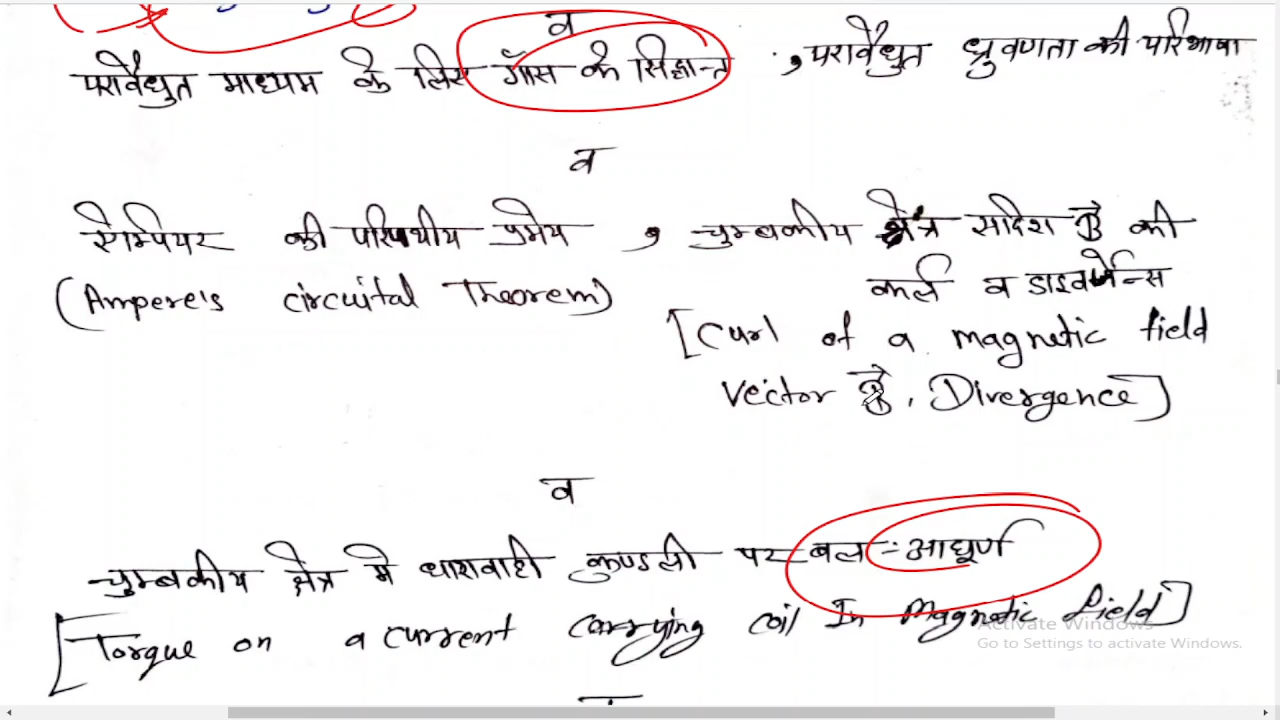 व
परावैधुत माध्यम के लिए गॉस के सिद्धान्त , परावैधुत ध्रुवणता की परिभाषा
व
एम्पियर की परिपथीय प्रमेय , चुम्बकीय क्षेत्र सदिश B की
(Ampere's circuital Theorem) कर्ल व डाइवर्जेन्स
[Curl of a magnetic field
Vector B, Divergence]
व
चुम्बकीय क्षेत्र मे धारावाही कुण्डली पर बल-आघूर्ण
[Torque on a current carrying coil In Magnetic field]
Activate Windows
Go to Settings to activate Windows.